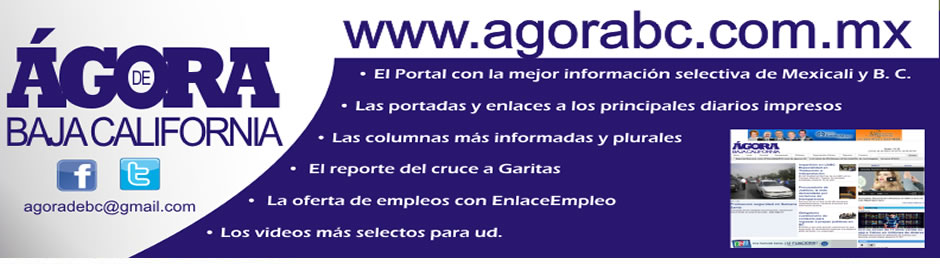 www.agorabc.com.mx
ÁGORA
DE
BAJA CALIFORNIA
agoradebc@gmail.com
• El Portal con la mejor información selectiva de Mexicali y B. C.
• Las portadas y enlaces a los principales diarios impresos
• Las columnas más informadas y plurales
• El reporte del cruce a Garitas
• La oferta de empleos con EnlaceEmpleo
• Los videos más selectos para ud.
ÁGORA
BAJA CALIFORNIA